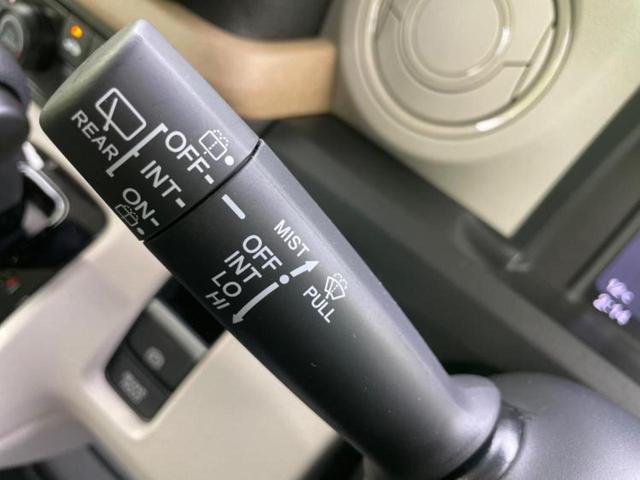 REAR
OFF
INT
ON
MIST
OFF
INT
LO
HI
PULL